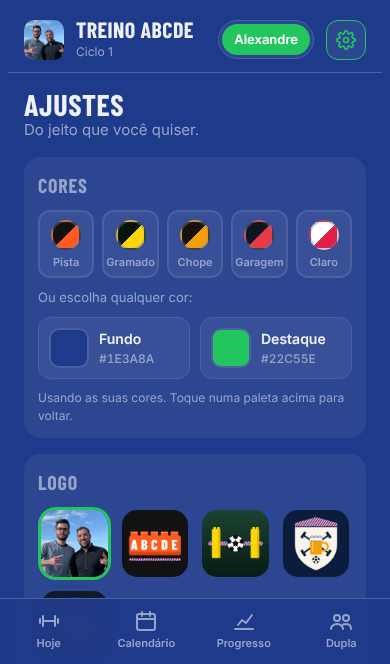 TREINO ABCDE
Ciclo 1
Alexandre
AJUSTES
Do jeito que você quiser.
CORES
Pista
Gramado
Chope
Garagem
Claro
Ou escolha qualquer cor:
Fundo
#1E3A8A
Destaque
#22C55E
Usando as suas cores. Toque numa paleta acima para
voltar.
LOGO
ABCDE
Hoje
Calendário
Progresso
Dupla